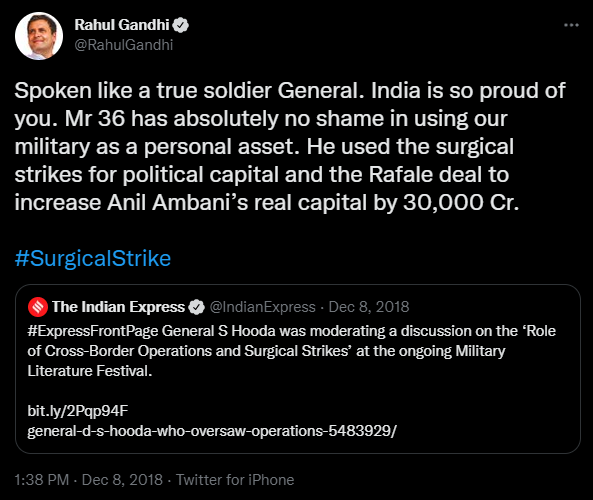 Rahul Gandhi
@RahulGandhi
Spoken like a true soldier General. India is so proud of
you. Mr 36 has absolutely no shame in using our
military as a personal asset. He used the surgical
strikes for political capital and the Rafale deal to
increase Anil Ambani's real capital by 30,000 Cr.
#SurgicalStrike
The Indian Express @IndianExpress · Dec 8, 2018
#ExpressFrontPage General S Hooda was moderating a discussion on the ‘Role
of Cross-Border Operations and Surgical Strikes’ at the ongoing Military
Literature Festival.
bit.ly/2Pqp94F
general-d-s-hooda-who-oversaw-operations-5483929/
1:38 PM · Dec 8, 2018 · Twitter for iPhone